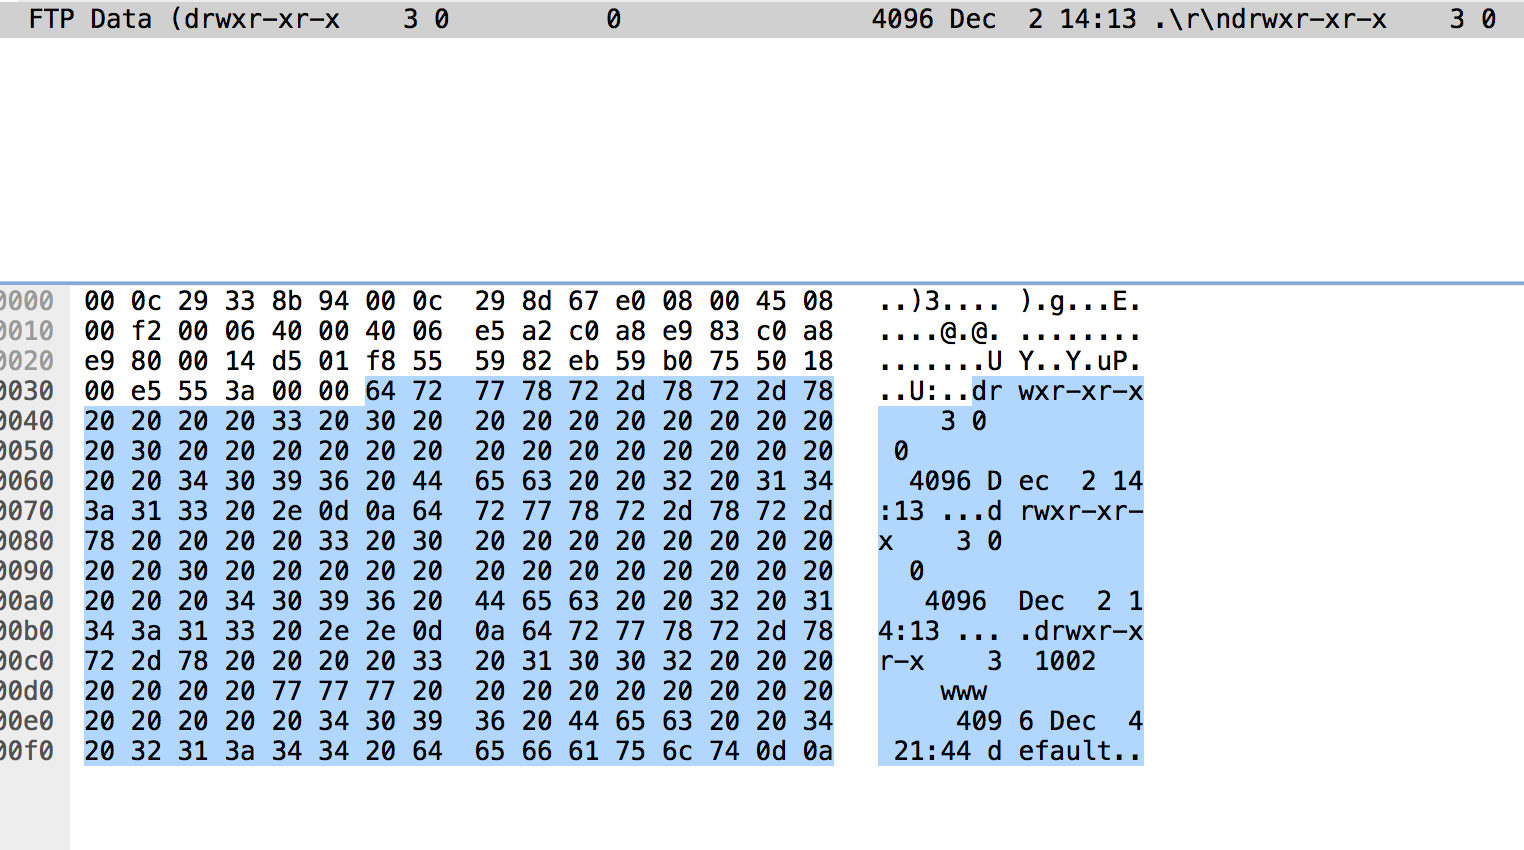 FTP Data (drwxr-xr-x    3 0          0                4096 Dec  2 14:13 .\r\ndrwxr-xr-x    3 0
0000  00 0c 29 33 8b 94 00 0c  29 8d 67 e0 08 00 45 08   ..)3.... ).g...E.
0010  00 f2 00 06 40 00 40 06  e5 a2 c0 a8 e9 83 c0 a8   ....@.@. ........
0020  e9 80 00 14 d5 01 f8 55  59 82 eb 59 b0 75 50 18   .......U Y..Y.uP.
0030  00 e5 55 3a 00 00 64 72  77 78 72 2d 78 72 2d 78   ..U:..dr wxr-xr-x
0040  20 20 20 20 33 20 30 20  20 20 20 20 20 20 20 20       3 0
0050  20 30 20 20 20 20 20 20  20 20 20 20 20 20 20 20    0
0060  20 20 34 30 39 36 20 44  65 63 20 20 32 20 31 34     4096 D ec  2 14
0070  3a 31 33 20 2e 0d 0a 64  72 77 78 72 2d 78 72 2d   :13 ...d rwxr-xr-
0080  78 20 20 20 20 33 20 30  20 20 20 20 20 20 20 20   x    3 0
0090  20 20 30 20 20 20 20 20  20 20 20 20 20 20 20 20     0
00a0  20 20 20 34 30 39 36 20  44 65 63 20 20 32 20 31      4096  Dec  2 1
00b0  34 3a 31 33 20 2e 2e 0d  0a 64 72 77 78 72 2d 78   4:13 ... .drwxr-x
00c0  72 2d 78 20 20 20 20 33  20 31 30 30 32 20 20 20   r-x    3  1002
00d0  20 20 20 20 77 77 77 20  20 20 20 20 20 20 20 20       www
00e0  20 20 20 20 20 34 30 39  36 20 44 65 63 20 20 34        409 6 Dec  4
00f0  20 32 31 3a 34 34 20 64  65 66 61 75 6c 74 0d 0a    21:44 d efault..